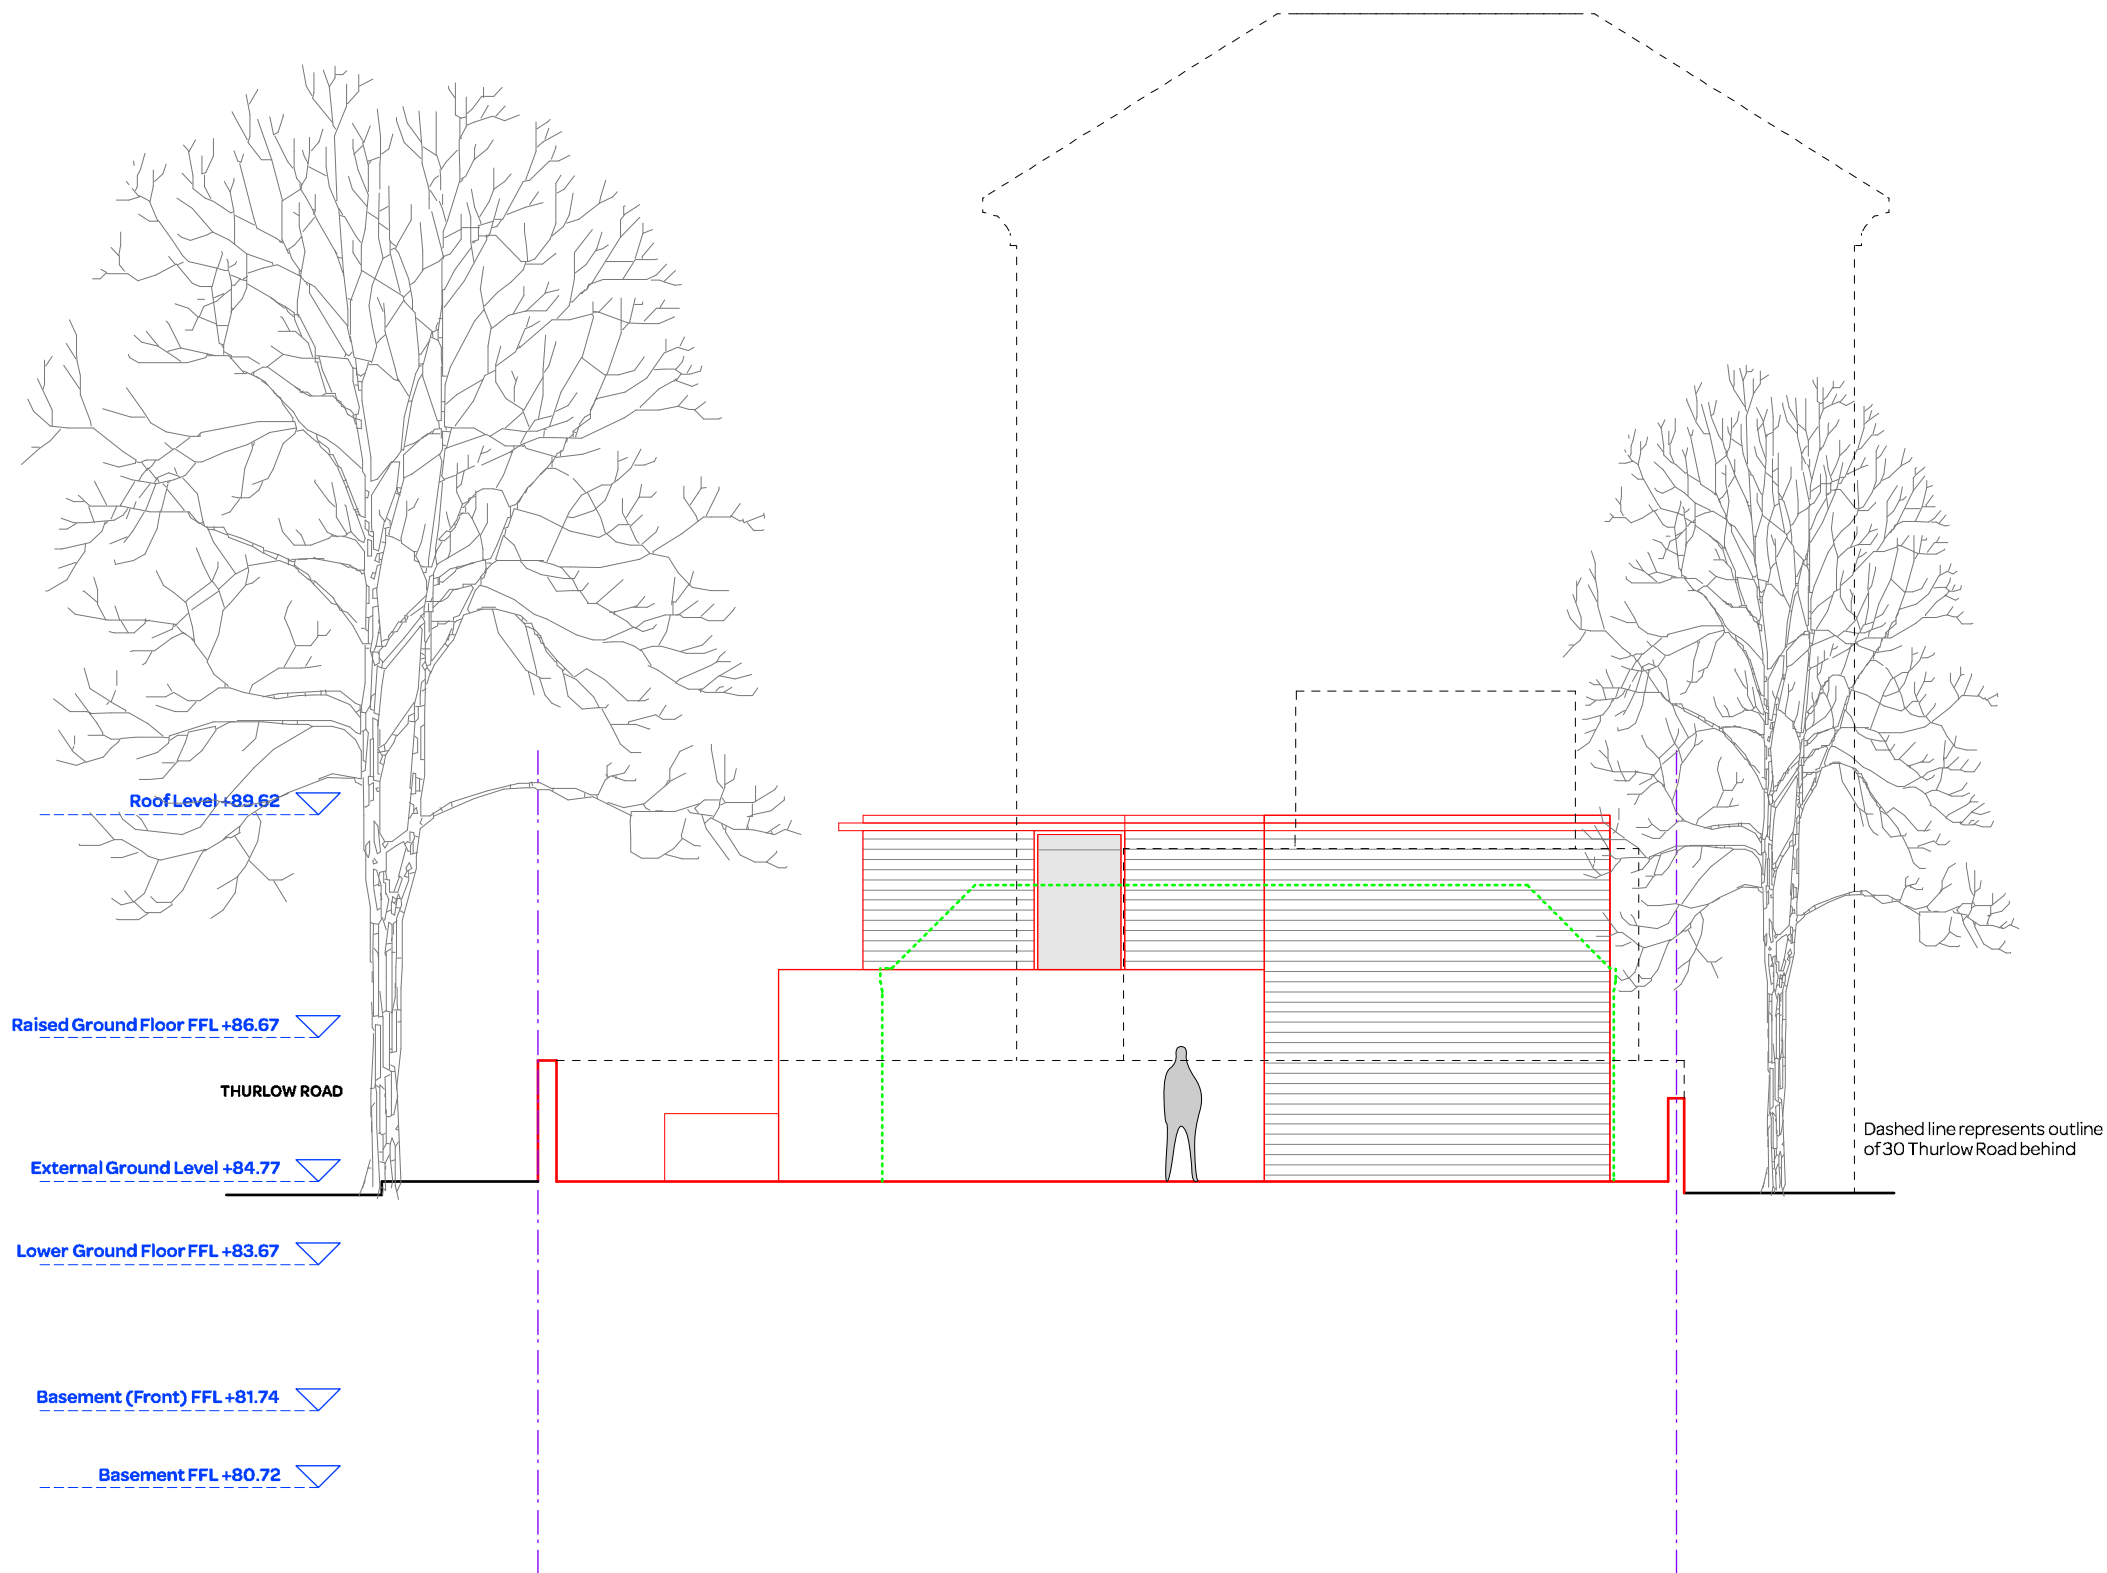 Roof Level +89.62
Raised Ground Floor FFL +86.67
THURLOW ROAD
Dashed line represents outline
of 30 Thurlow Road behind
External Ground Level +84.77
Lower Ground Floor FFL +83.67
Basement (Front) FFL +81.74
Basement FFL +80.72